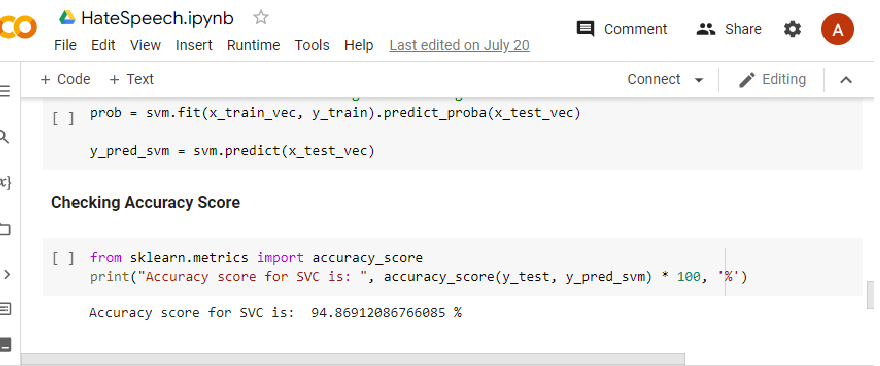 HateSpeech.ipynb
File Edit View Insert Runtime Tools Help Last edited on July 20
Comment Share A
+ Code + Text Connect Editing
[ ] prob = svm.fit(x_train_vec, y_train).predict_proba(x_test_vec)
y_pred_svm = svm.predict(x_test_vec)
Checking Accuracy Score
[ ] from sklearn.metrics import accuracy_score
print("Accuracy score for SVC is: ", accuracy_score(y_test, y_pred_svm) * 100, '%')
Accuracy score for SVC is:  94.86912086766085 %